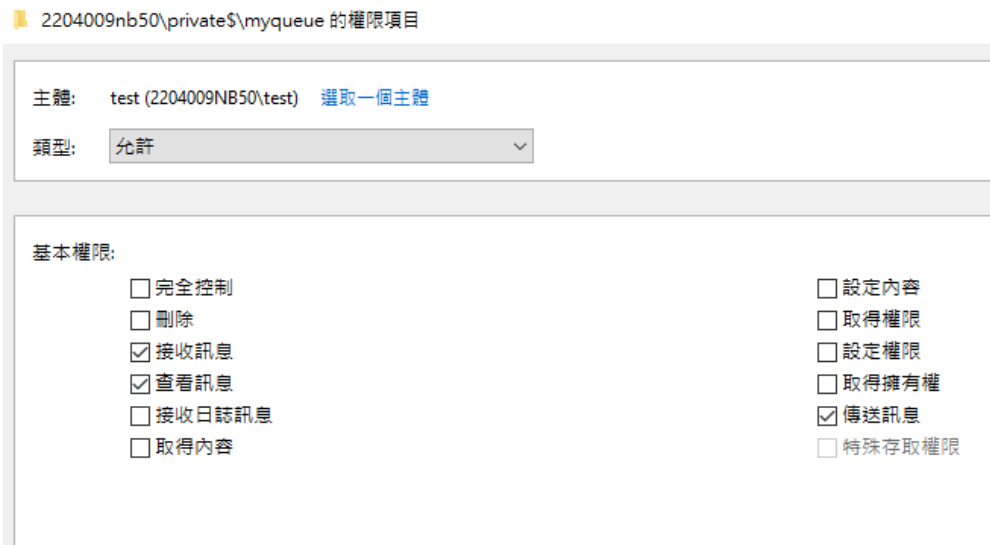 2204009nb50\private$\myqueue 的權限項目
主體: test (2204009NB50\test) 選取一個主體
類型: 允許
基本權限:
完全控制 設定內容
刪除 取得權限
接收訊息 設定權限
查看訊息 取得擁有權
接收日誌訊息 傳送訊息
取得內容 特殊存取權限